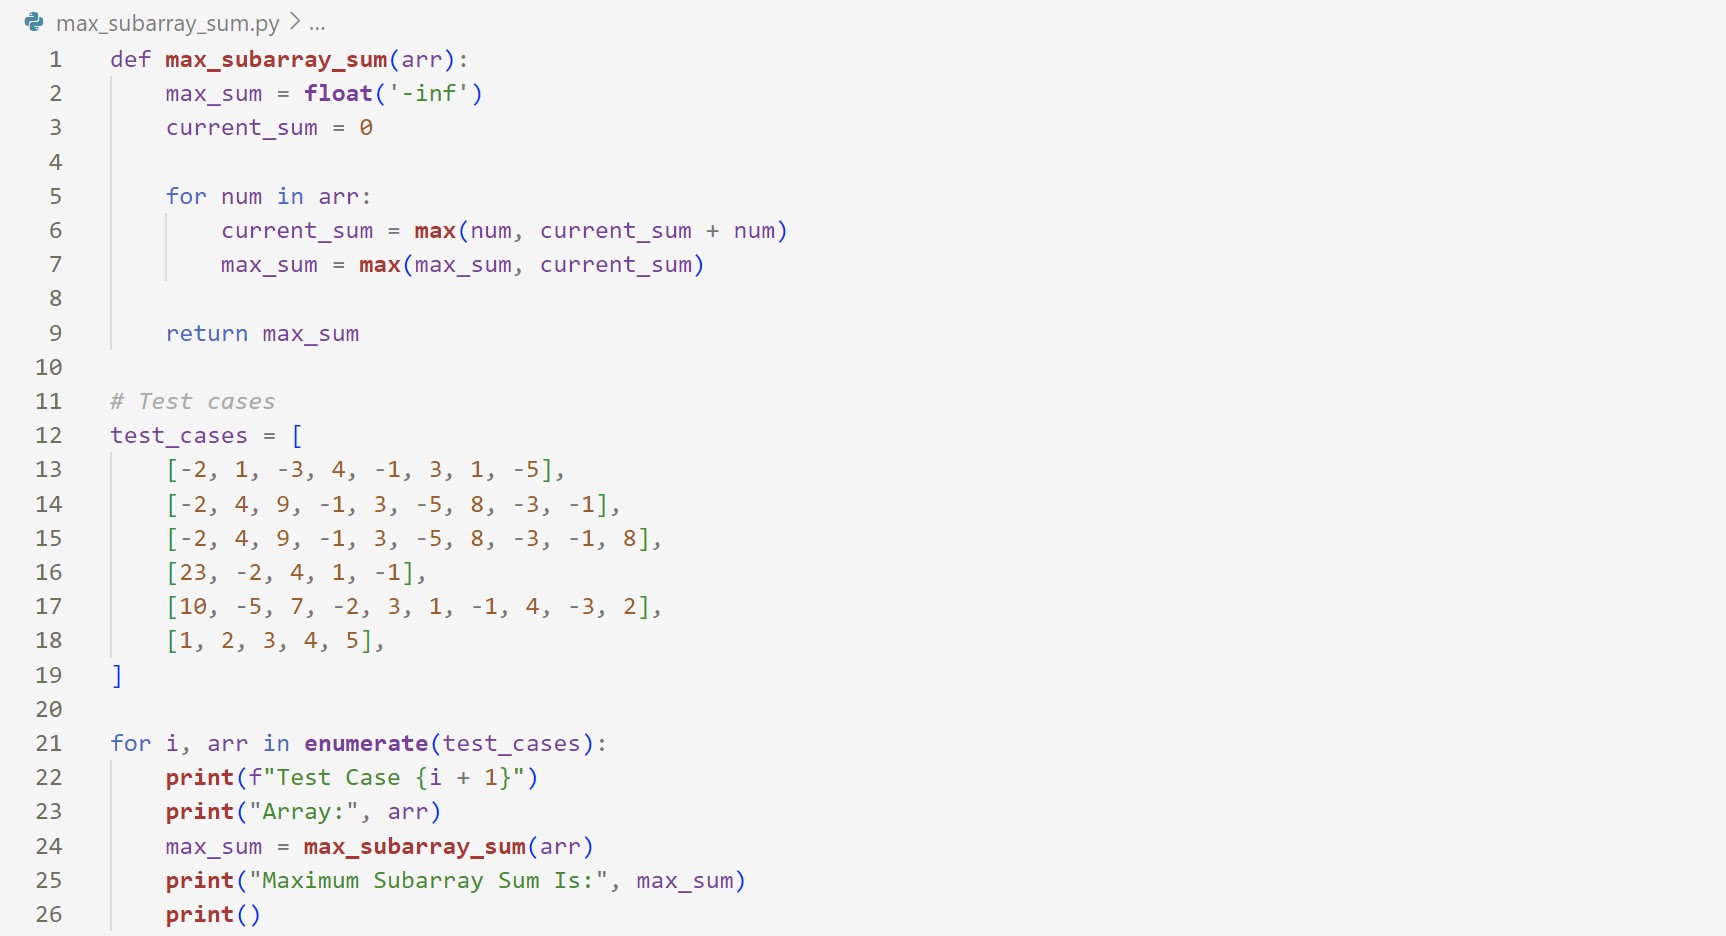 max_subarray_sum.py > ...
1 def max_subarray_sum(arr):
2     max_sum = float('-inf')
3     current_sum = 0
4
5     for num in arr:
6         current_sum = max(num, current_sum + num)
7         max_sum = max(max_sum, current_sum)
8
9     return max_sum
10
11 # Test cases
12 test_cases = [
13     [-2, 1, -3, 4, -1, 3, 1, -5],
14     [-2, 4, 9, -1, 3, -5, 8, -3, -1],
15     [-2, 4, 9, -1, 3, -5, 8, -3, -1, 8],
16     [23, -2, 4, 1, -1],
17     [10, -5, 7, -2, 3, 1, -1, 4, -3, 2],
18     [1, 2, 3, 4, 5],
19 ]
20
21 for i, arr in enumerate(test_cases):
22     print(f"Test Case {i + 1}")
23     print("Array:", arr)
24     max_sum = max_subarray_sum(arr)
25     print("Maximum Subarray Sum Is:", max_sum)
26     print()